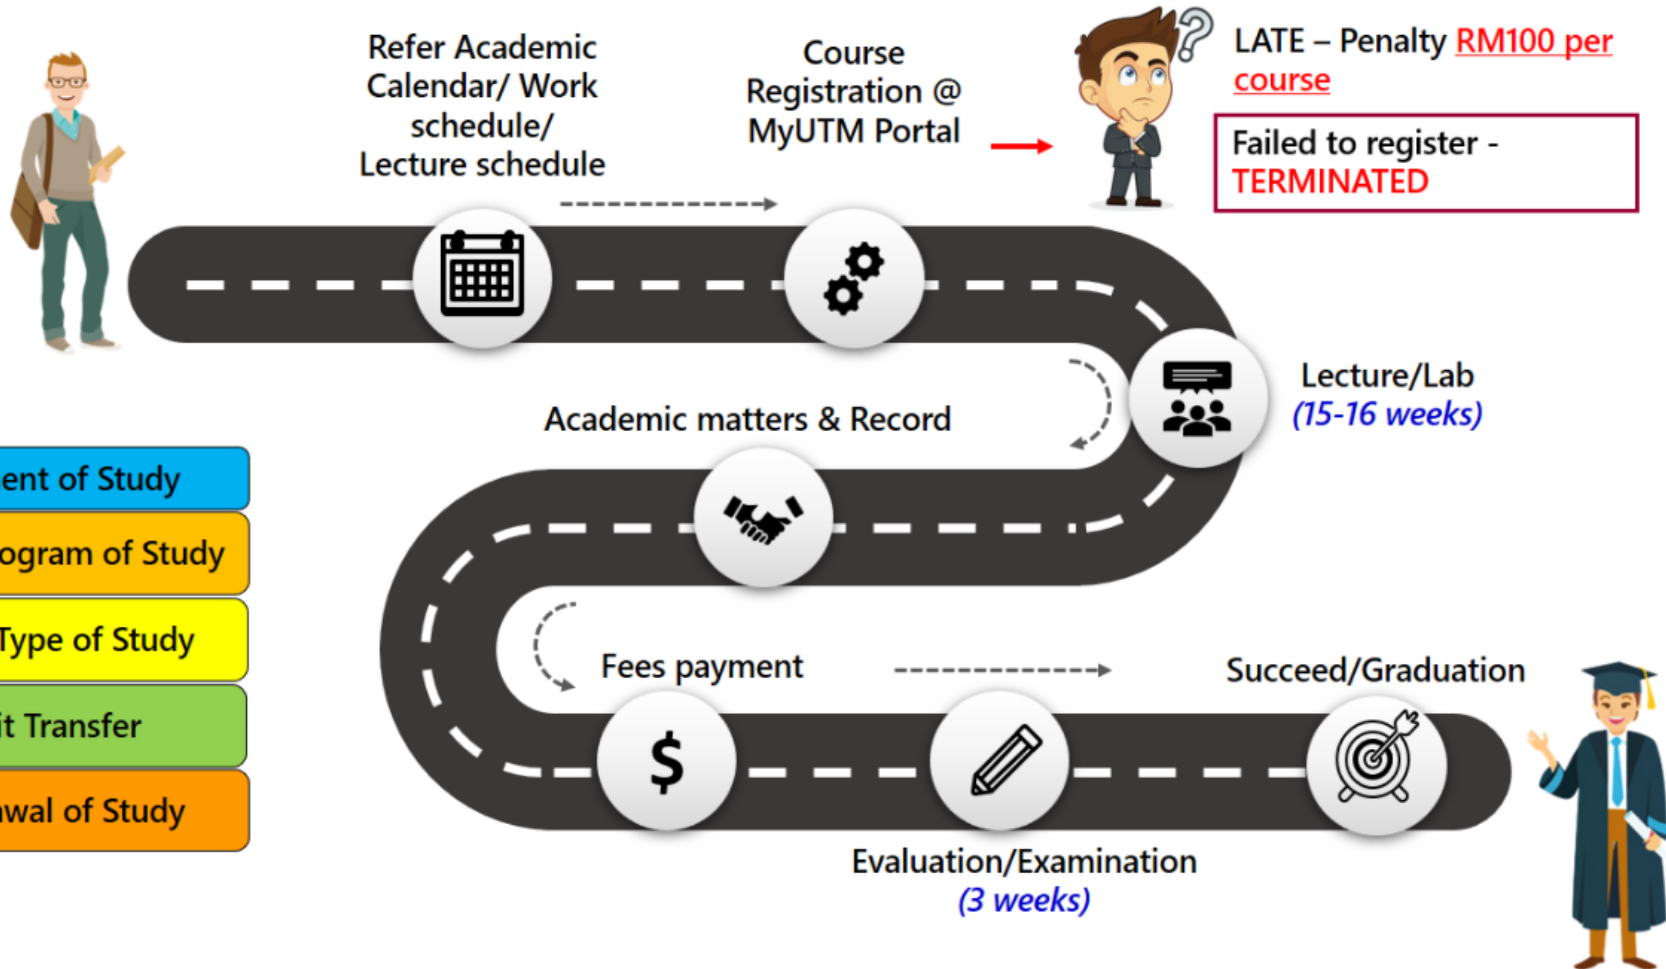 Refer Academic
Calendar/ Work
schedule/
Lecture schedule
Course
Registration @
MyUTM Portal
?
LATE – Penalty RM100 per
course
Failed to register -
TERMINATED
Lecture/Lab
(15-16 weeks)
Academic matters & Record
ent of Study
ogram of Study
Type of Study
it Transfer
awal of Study
Fees payment
$
Succeed/Graduation
Evaluation/Examination
(3 weeks)